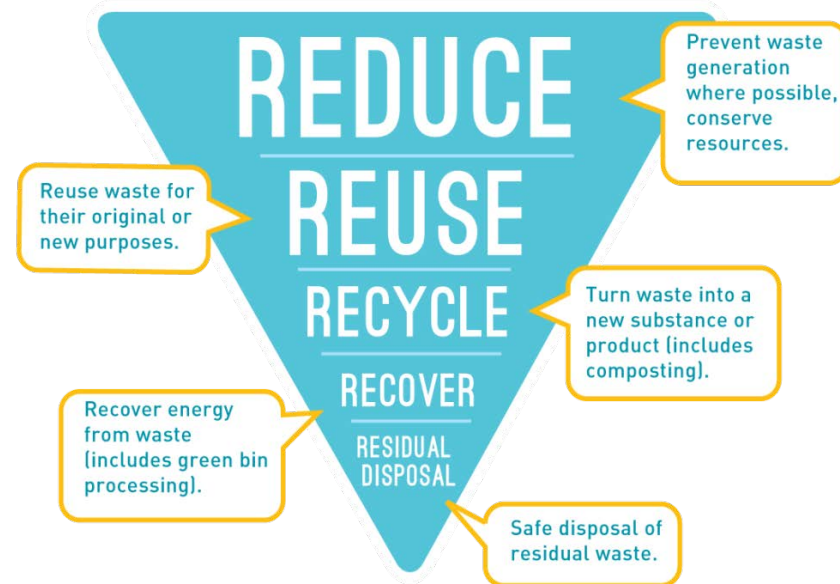 REDUCE
Prevent waste
generation
where possible,
conserve
resources.
REUSE
Reuse waste for
their original or
new purposes.
RECYCLE
Turn waste into a
new substance or
product (includes
composting).
RECOVER
Recover energy
from waste
(includes green bin
processing).
RESIDUAL
DISPOSAL
Safe disposal of
residual waste.